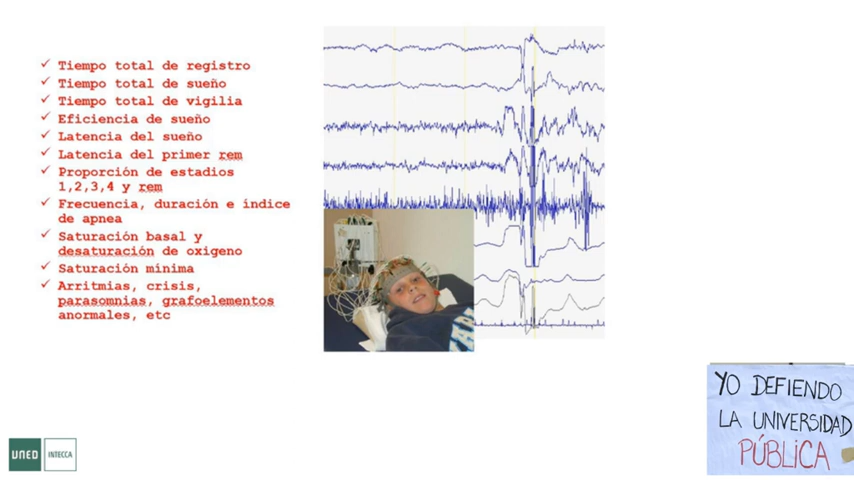 Tiempo total de registro
Tiempo total de sueño
Tiempo total de vigilia
Eficiencia de sueño
Latencia del sueño
Latencia del primer rem
Proporción de estadios
1,2,3,4 y rem
Frecuencia, duración e índice
de apnea
Saturación basal y
desaturación de oxigeno
Saturación mínima
Arritmias, crisis,
parasomnias, grafoelementos
anormales, etc
YO DEFIENDO
LA UNIVERSIDAD
PÚBLICA
UNED INTECCA